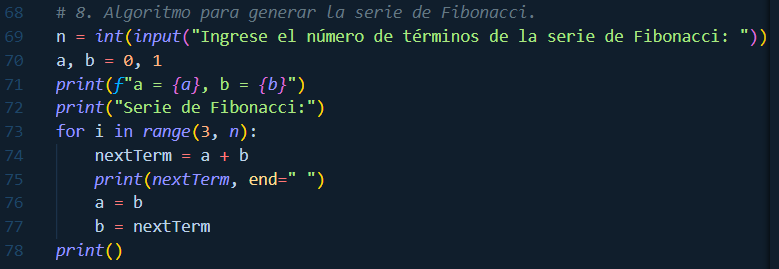 68 # 8. Algoritmo para generar la serie de Fibonacci.
69 n = int(input("Ingrese el número de términos de la serie de Fibonacci: "))
70 a, b = 0, 1
71 print(f"a = {a}, b = {b}")
72 print("Serie de Fibonacci:")
73 for i in range(3, n):
74     nextTerm = a + b
75     print(nextTerm, end=" ")
76     a = b
77     b = nextTerm
78 print()